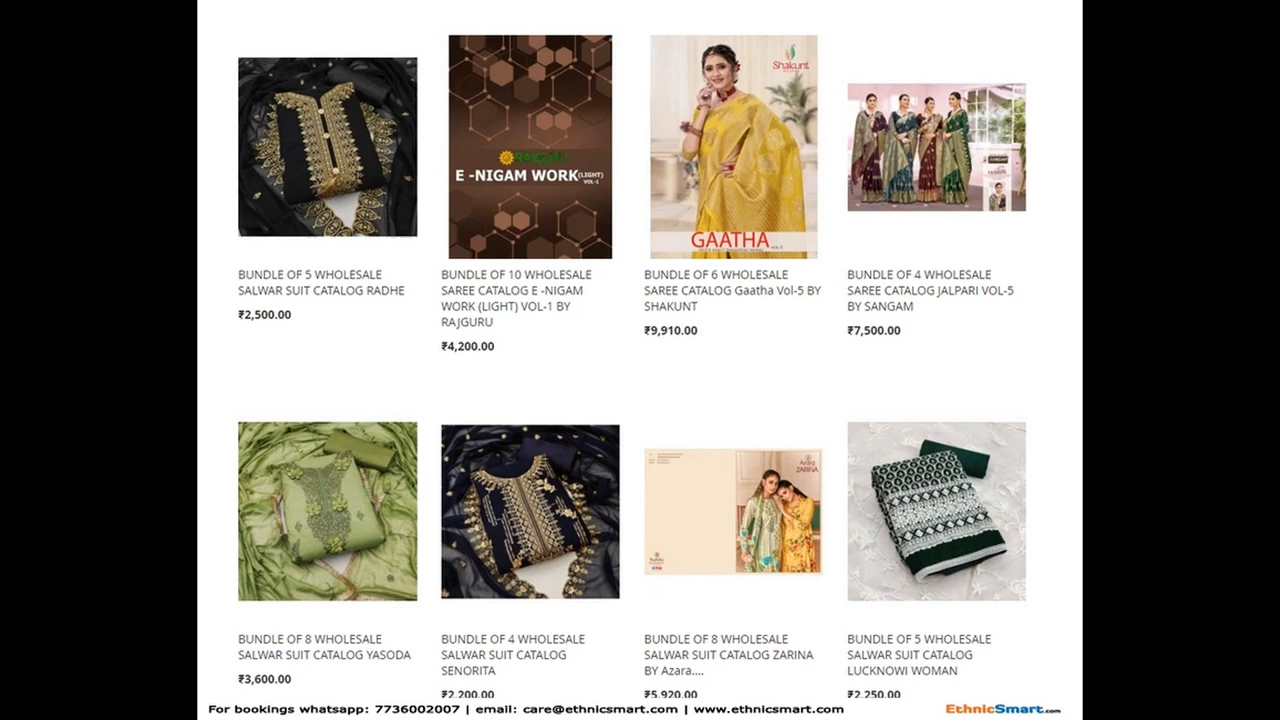 RAJGURU
E -NIGAM WORK(LIGHT)
VOL-1
Shakunt
GAATHA
BUNDLE OF 5 WHOLESALE
SALWAR SUIT CATALOG RADHE
₹2,500.00
BUNDLE OF 10 WHOLESALE
SAREE CATALOG E -NIGAM
WORK (LIGHT) VOL-1 BY
RAJGURU
₹4,200.00
BUNDLE OF 6 WHOLESALE
SAREE CATALOG Gaatha Vol-5 BY
SHAKUNT
₹9,910.00
BUNDLE OF 4 WHOLESALE
SAREE CATALOG JALPARI VOL-5
BY SANGAM
₹7,500.00
Azara
ZARINA
BUNDLE OF 8 WHOLESALE
SALWAR SUIT CATALOG YASODA
₹3,600.00
BUNDLE OF 4 WHOLESALE
SALWAR SUIT CATALOG
SENORITA
₹2,200.00
BUNDLE OF 8 WHOLESALE
SALWAR SUIT CATALOG ZARINA
BY Azara....
₹5,920.00
BUNDLE OF 5 WHOLESALE
SALWAR SUIT CATALOG
LUCKNOWI WOMAN
₹2,250.00
For bookings whatsapp: 7736002007 | email: care@ethnicsmart.com | www.ethnicsmart.com
EthnicSmart.com